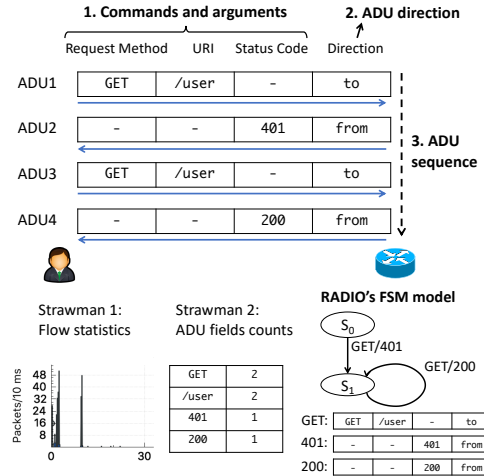 1. Commands and arguments
2. ADU direction
Request Method URI Status Code Direction
ADU1 GET /user - to
ADU2 - - 401 from
ADU3 GET /user - to
ADU4 - - 200 from
3. ADU
sequence
Strawman 1:
Flow statistics
Packets/10 ms
48
40
32
24
16
8
0 30
Strawman 2:
ADU fields counts
GET 2
/user 2
401 1
200 1
RADIO's FSM model
S0
GET/401
GET/200
S1
GET: GET /user - to
401: - - 401 from
200: - - 200 from